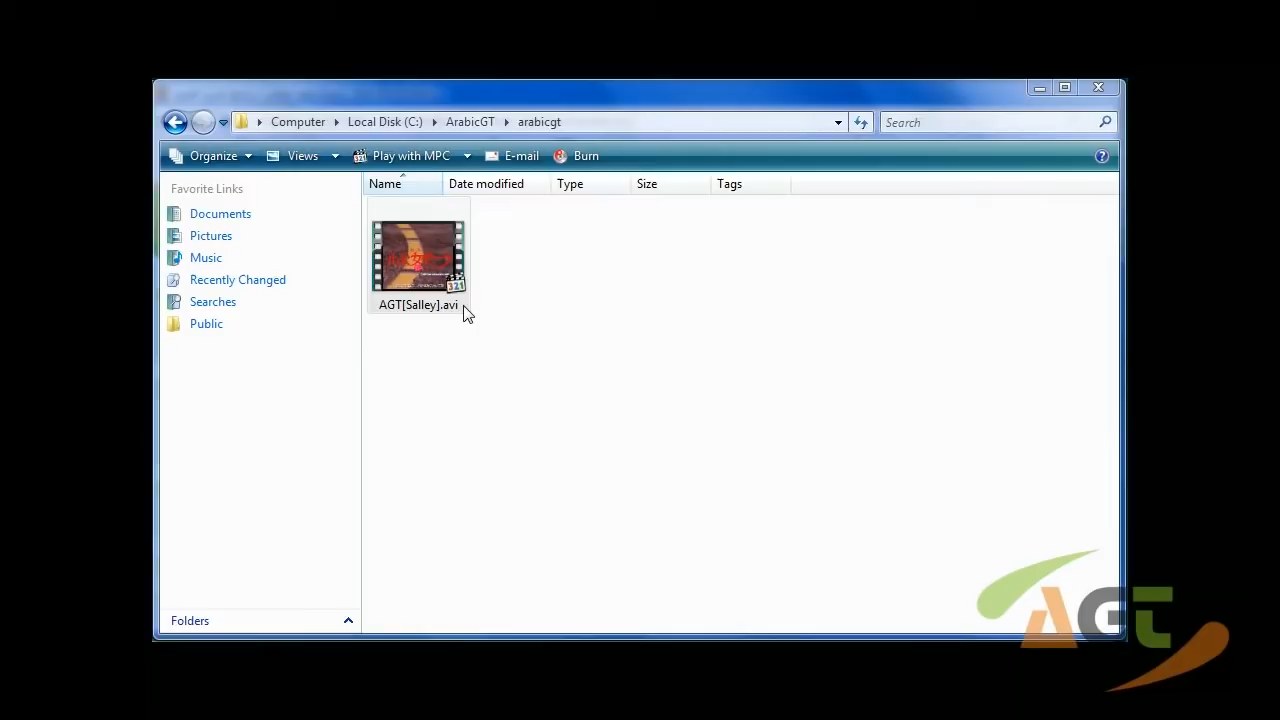 Computer
Local Disk (C:)
ArabicGT
arabicgt
Search
Organize
Views
Play with MPC
E-mail
Burn
Favorite Links
Name
Date modified
Type
Size
Tags
Documents
Pictures
Music
Recently Changed
Searches
Public
321
AGT[Salley].avi
Folders
AGT